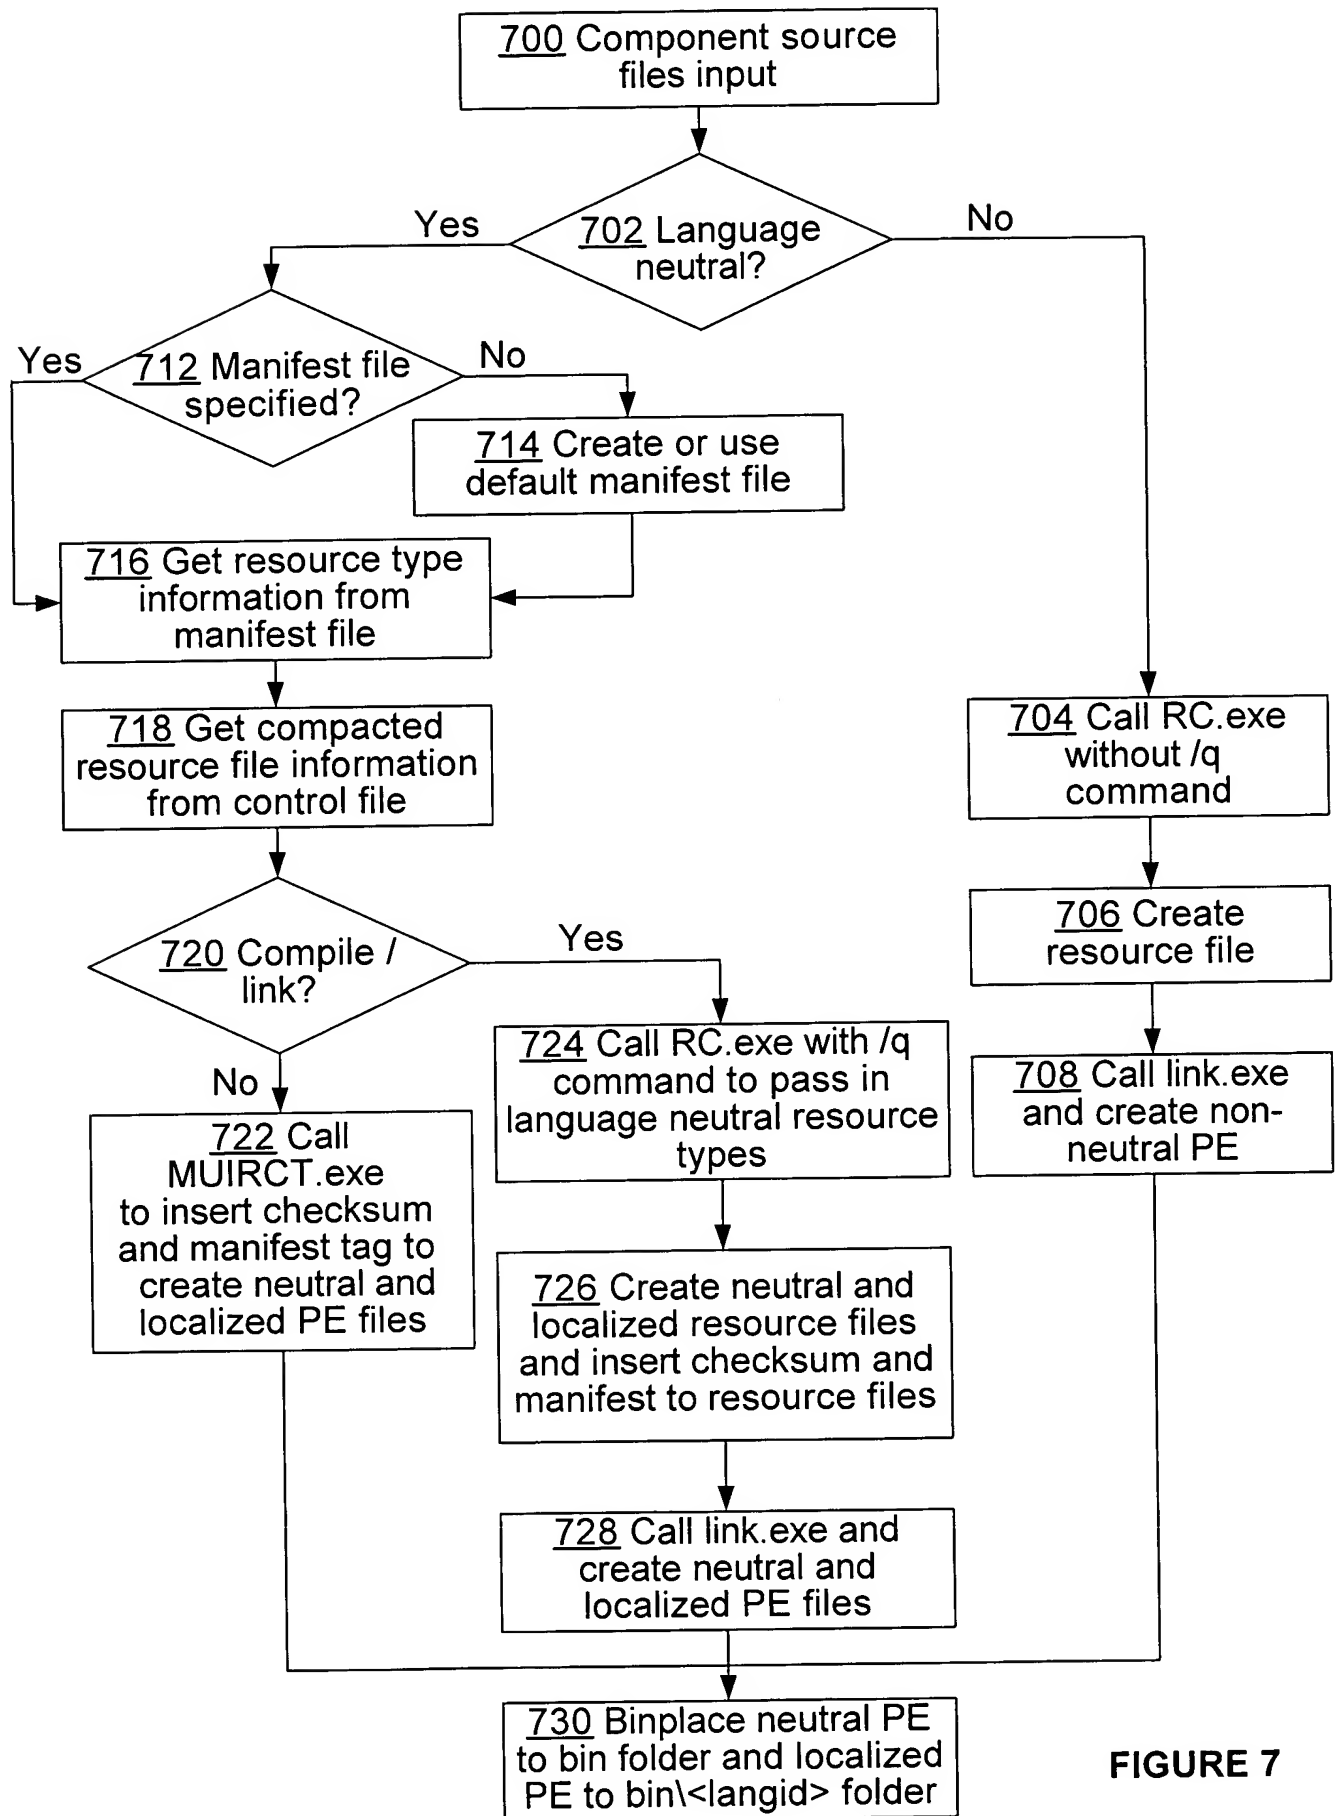 700 Component source
files input
Yes
702 Language
neutral?
No
Yes
712 Manifest file
specified?
No
714 Create or use
default manifest file
716 Get resource type
information from
manifest file
718 Get compacted
resource file information
from control file
704 Call RC.exe
without /q
command
706 Create
resource file
720 Compile /
link?
Yes
No
724 Call RC.exe with /q
command to pass in
language neutral resource
types
708 Call link.exe
and create non-
neutral PE
722 Call
MUIRCT.exe
to insert checksum
and manifest tag to
create neutral and
localized PE files
726 Create neutral and
localized resource files
and insert checksum and
manifest to resource files
728 Call link.exe and
create neutral and
localized PE files
730 Binplace neutral PE
to bin folder and localized
PE to bin\<langid> folder
FIGURE 7